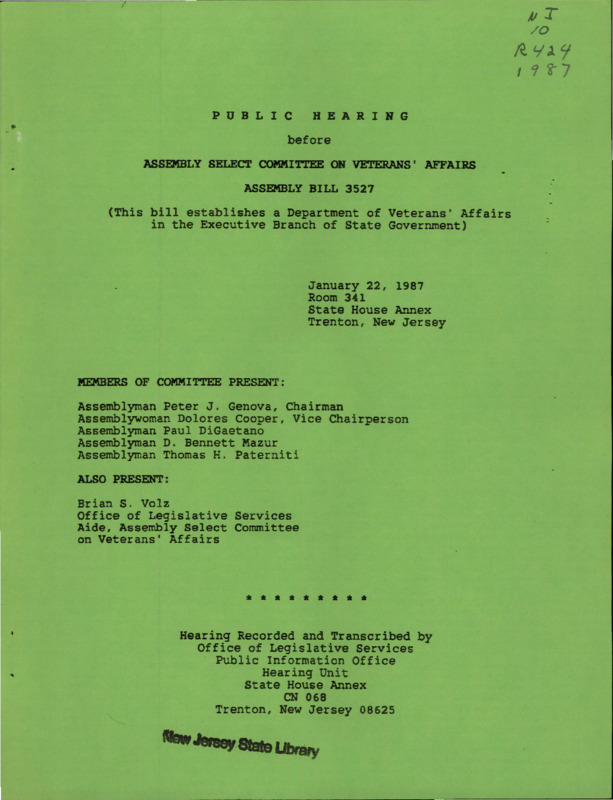 NJ
10
R424
1987
PUBLIC HEARING
before
ASSEMBLY SELECT COMMITTEE ON VETERANS' AFFAIRS
ASSEMBLY BILL 3527
(This bill establishes a Department of Veterans' Affairs
in the Executive Branch of State Government)
January 22, 1987
Room 341
State House Annex
Trenton, New Jersey
MEMBERS OF COMMITTEE PRESENT:
Assemblyman Peter J. Genova, Chairman
Assemblywoman Dolores Cooper, Vice Chairperson
Assemblyman Paul DiGaetano
Assemblyman D. Bennett Mazur
Assemblyman Thomas H. Paterniti
ALSO PRESENT:
Brian S. Volz
Office of Legislative Services
Aide, Assembly Select Committee
on Veterans' Affairs
* * * * * * * * *
Hearing Recorded and Transcribed by
Office of Legislative Services
Public Information Office
Hearing Unit
State House Annex
CN 068
Trenton, New Jersey 08625
New Jersey State Library